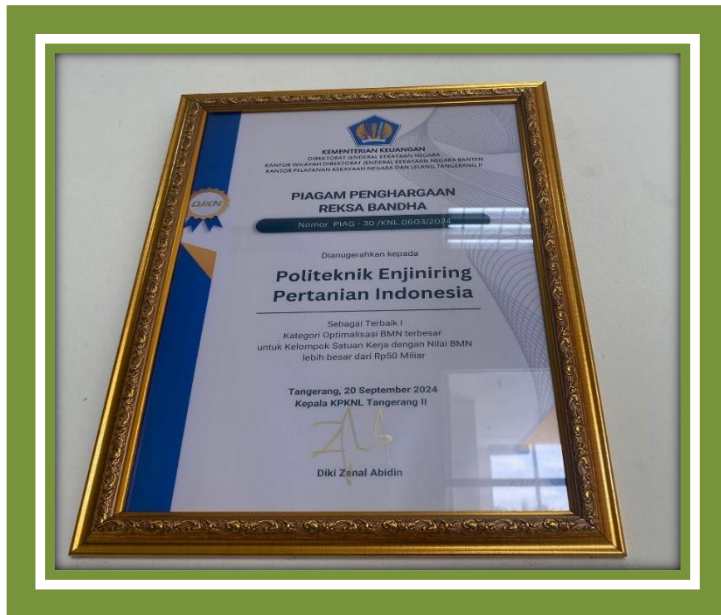 KEMENTERIAN KEUANGAN
DIREKTORAT JENDERAL KEKAYAAN NEGARA
KANTOR WILAYAH DIREKTORAT JENDERAL KEKAYAAN NEGARA BANTEN
KANTOR PELAYANAN KEKAYAAN NEGARA DAN LELANG TANGERANG II
DJKN
PIAGAM PENGHARGAAN
REKSA BANDHA
Nomor PIAG - 30 /KNL.0603/2024
Dianugerahkan kepada
Politeknik Enjiniring
Pertanian Indonesia
Sebagai Terbaik I
Kategori Optimalisasi BMN terbesar
untuk Kelompok Satuan Kerja dengan Nilai BMN
lebih besar dari Rp50 Miliar
Tangerang, 20 September 2024
Kepala KPKNL Tangerang II
Diki Zenal Abidin